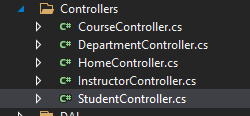 Controllers
C# CourseController.cs
C# DepartmentController.cs
C# HomeController.cs
C# InstructorController.cs
C# StudentController.cs
DAL